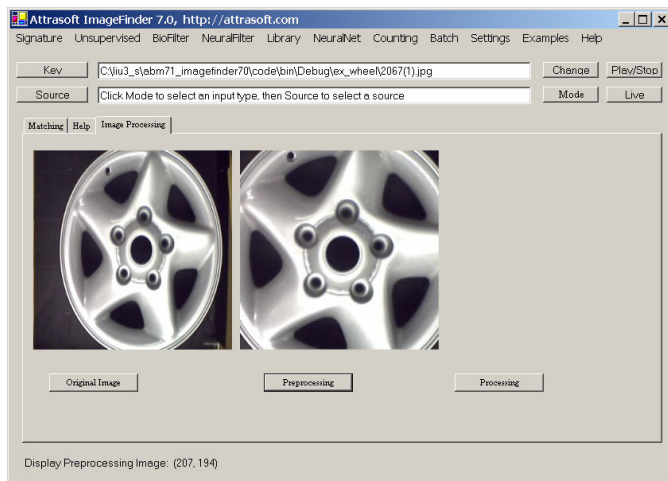 Attrasoft ImageFinder 7.0, http://attrasoft.com
Signature Unsupervised BioFilter NeuralFilter Library NeuralNet Counting Batch Settings Examples Help
Key C:\liu3_s\abm71_imagefinder70\code\bin\Debug\ex_wheel\2067(1).jpg Change Play/Stop
Source Click Mode to select an input type, then Source to select a source Mode Live
Matching Help Image Processing
Original Image Preprocessing Processing
Display Preprocessing Image: (207, 194)